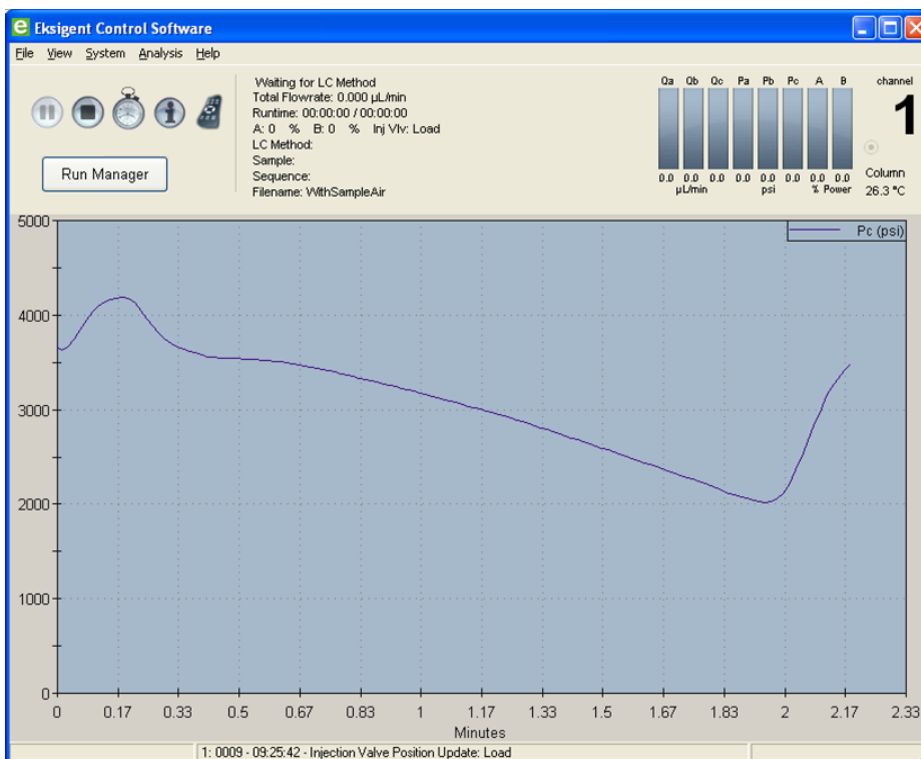 Eksigent Control Software
File View System Analysis Help
Waiting for LC Method
Total Flowrate: 0.000 µL/min
Runtime: 00:00:00 / 00:00:00
A: 0 % B: 0 % Inj Vlv: Load
LC Method:
Sample:
Sequence:
Filename: WithSampleAir
Run Manager
Qa Qb Qc Pa Pb Pc A B
0.0 0.0 0.0 0.0 0.0 0.0 0.0 0.0
µL/min psi % Power
channel
1
Column
26.3 °C
Pc (psi)
5000
4000
3000
2000
1000
0
0 0.17 0.33 0.5 0.67 0.83 1 1.17 1.33 1.5 1.67 1.83 2 2.17 2.33
Minutes
1: 0009 - 09:25:42 - Injection Valve Position Update: Load